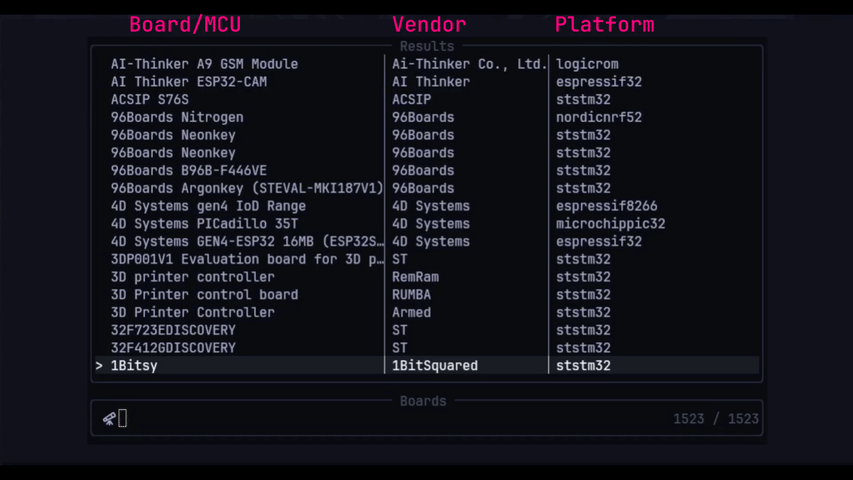 Board/MCU Vendor Platform
Results
AI-Thinker A9 GSM Module Ai-Thinker Co., Ltd. logicrom
AI Thinker ESP32-CAM AI Thinker espressif32
ACSIP S76S ACSIP ststm32
96Boards Nitrogen 96Boards nordicnrf52
96Boards Neonkey 96Boards ststm32
96Boards Neonkey 96Boards ststm32
96Boards B96B-F446VE 96Boards ststm32
96Boards Argonkey (STEVAL-MKI187V1) 96Boards ststm32
4D Systems gen4 IoD Range 4D Systems espressif8266
4D Systems PICadillo 35T 4D Systems microchippic32
4D Systems GEN4-ESP32 16MB (ESP32S… 4D Systems espressif32
3DP001V1 Evaluation board for 3D p… ST ststm32
3D printer controller RemRam ststm32
3D Printer control board RUMBA ststm32
3D Printer Controller Armed ststm32
32F723EDISCOVERY ST ststm32
32F412GDISCOVERY ST ststm32
> 1Bitsy 1BitSquared ststm32
Boards
1523 / 1523